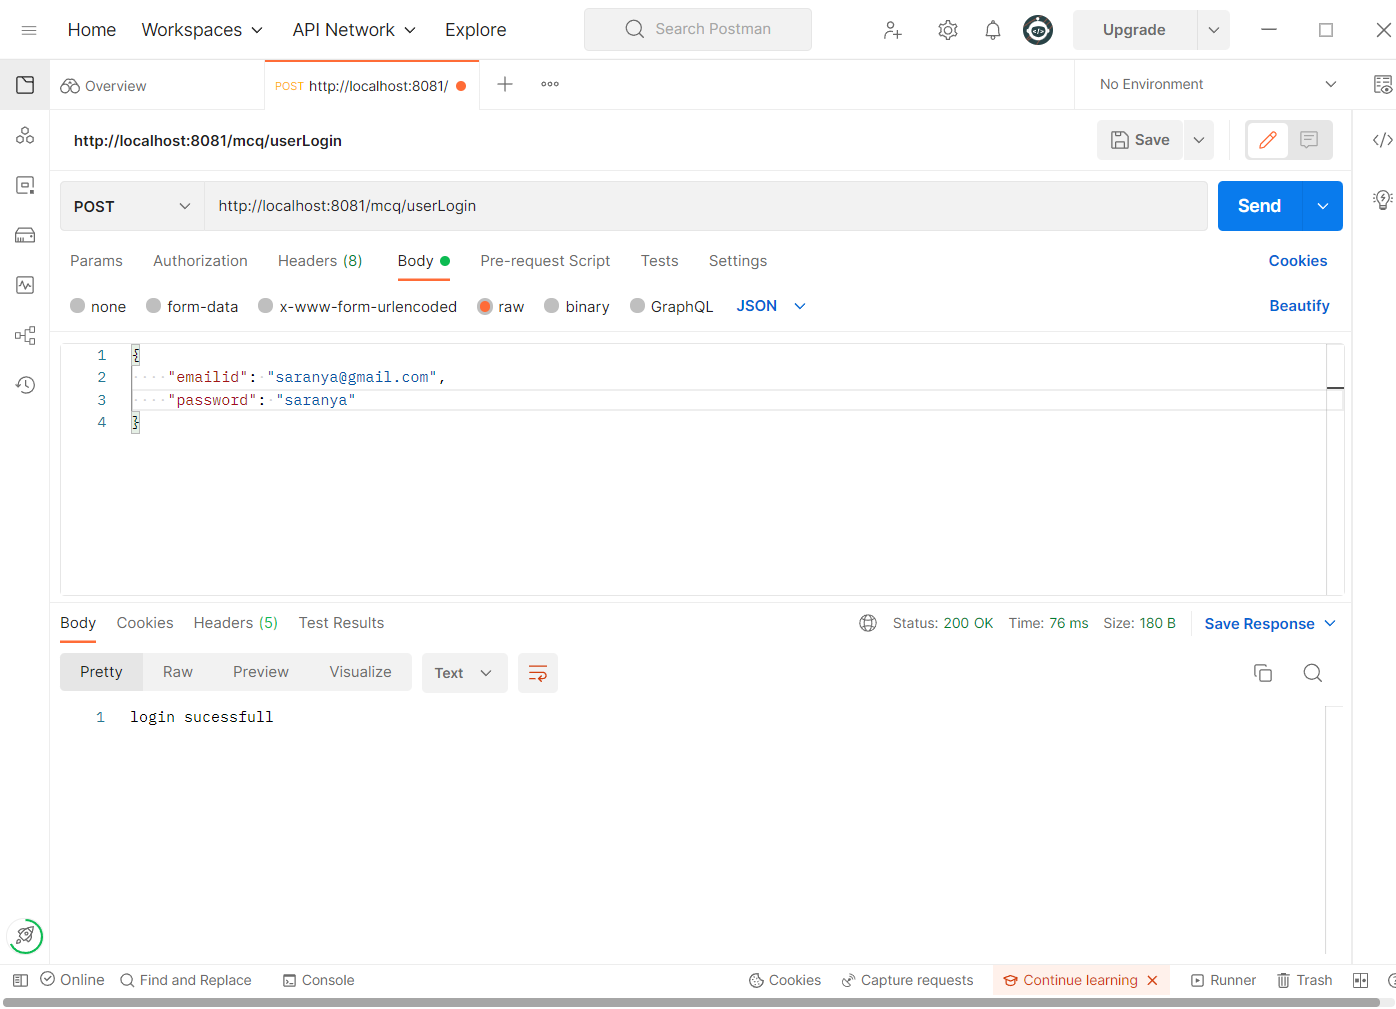 Home Workspaces API Network Explore Search Postman Upgrade
Overview POST http://localhost:8081/ No Environment
http://localhost:8081/mcq/userLogin Save
POST http://localhost:8081/mcq/userLogin Send
Params Authorization Headers (8) Body Pre-request Script Tests Settings Cookies
none form-data x-www-form-urlencoded raw binary GraphQL JSON Beautify
1 {
2 "emailid": "saranya@gmail.com",
3 "password": "saranya"
4 }
Body Cookies Headers (5) Test Results Status: 200 OK Time: 76 ms Size: 180 B Save Response
Pretty Raw Preview Visualize Text
1 login sucessfull
Online Find and Replace Console Cookies Capture requests Continue learning Runner Trash